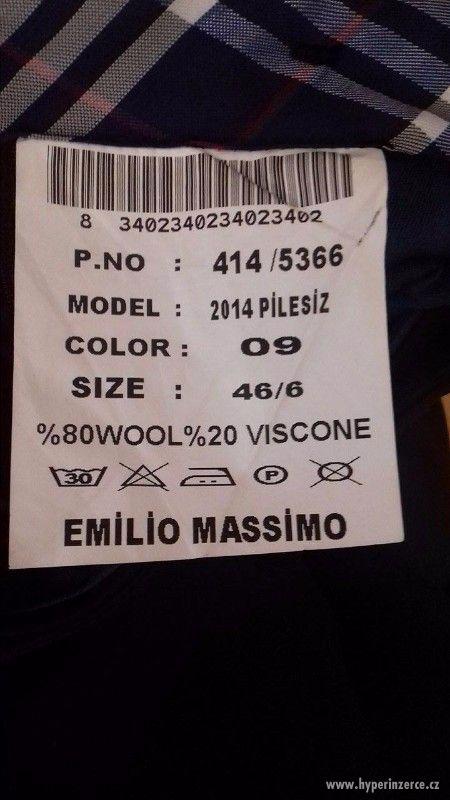 8 3402340234023402
P.NO : 414/5366
MODEL : 2014 PİLESİZ
COLOR : 09
SIZE : 46/6
%80WOOL%20 VISCONE
30 P
EMİLİO MASSİMO
www.hyperinzerce.cz